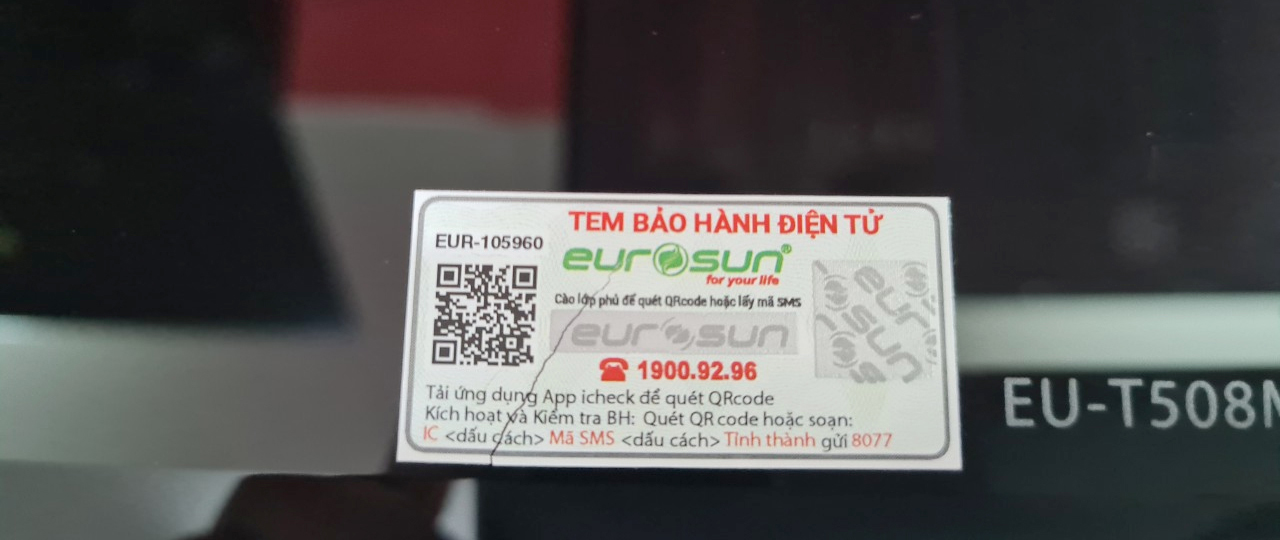 TEM BẢO HÀNH ĐIỆN TỬ
EUR-105960
eurosun®
for your life
Cào lớp phủ để quét QRcode hoặc lấy mã SMS
eurosun
eurosun
1900.92.96
Tải ứng dụng App icheck để quét QRcode
Kích hoạt và Kiểm tra BH: Quét QRcode hoặc soạn:
IC <dấu cách> Mã SMS <dấu cách> Tỉnh thành gửi 8077
EU-T508M